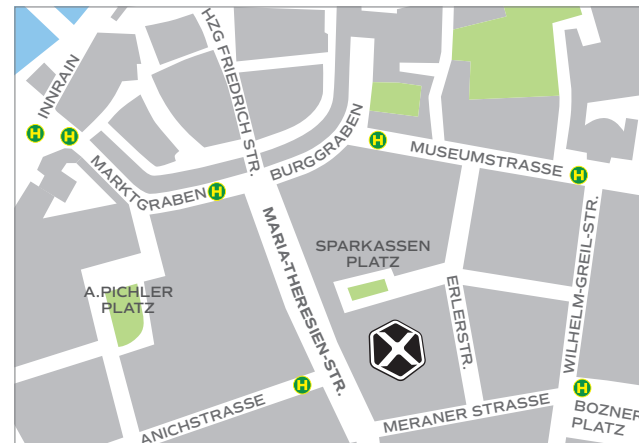 INNRAIN
HZG FRIEDRICH STR.
H
H
MARKTGRABEN
H
BURGGRABEN
H
MUSEUMSTRASSE
H
MARIA-THERESIEN-STR.
SPARKASSEN
PLATZ
A.PICHLER
PLATZ
ERLERSTR.
WILHELM-GREIL-STR.
H
ANICHSTRASSE
MERANER STRASSE
H
BOZNER
PLATZ